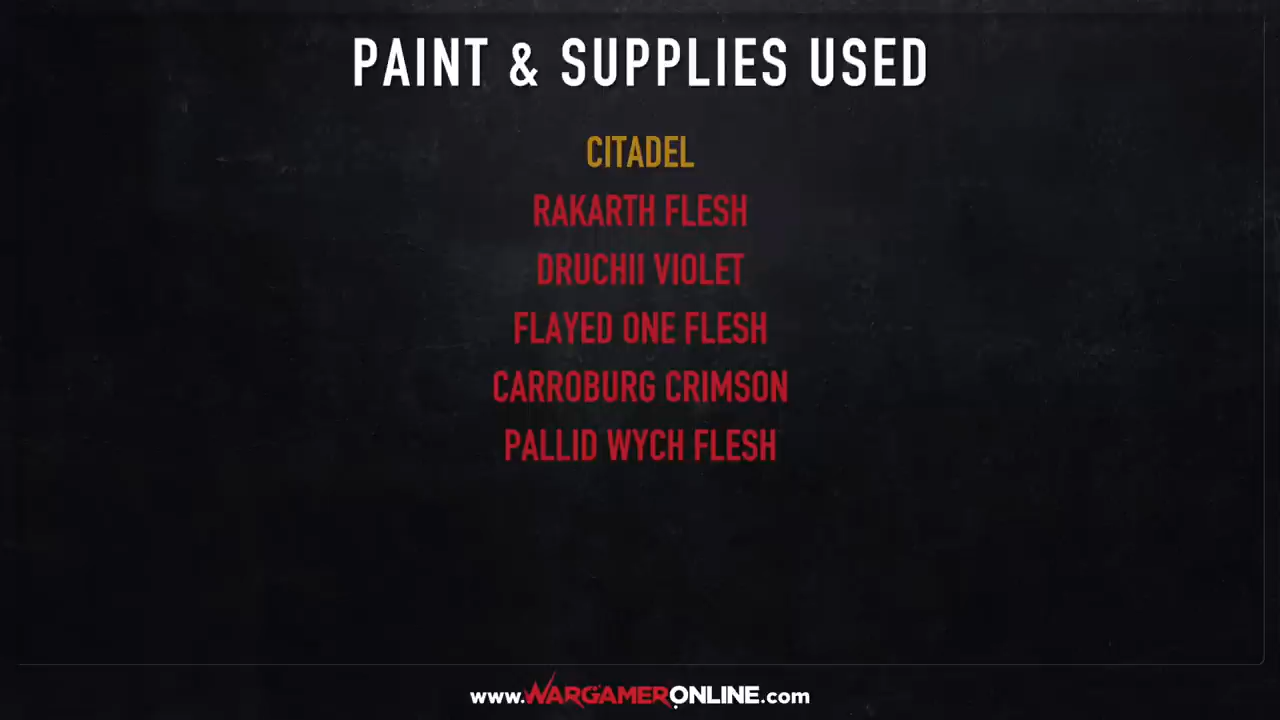 PAINT & SUPPLIES USED
CITADEL
RAKARTH FLESH
DRUCHII VIOLET
FLAYED ONE FLESH
CARROBURG CRIMSON
PALLID WYCH FLESH
www.WARGAMERONLINE.com